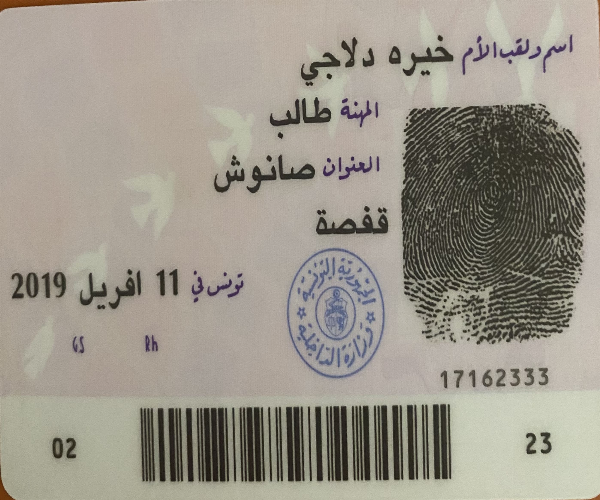 اسم ولقب الأم خيره دلاجي
المهنة طالب
العنوان صانوش
قفصة
الجمهورية التونسية
وزارة الداخلية
تونس في 11 افريل 2019
GS Rh
17162333
02 23